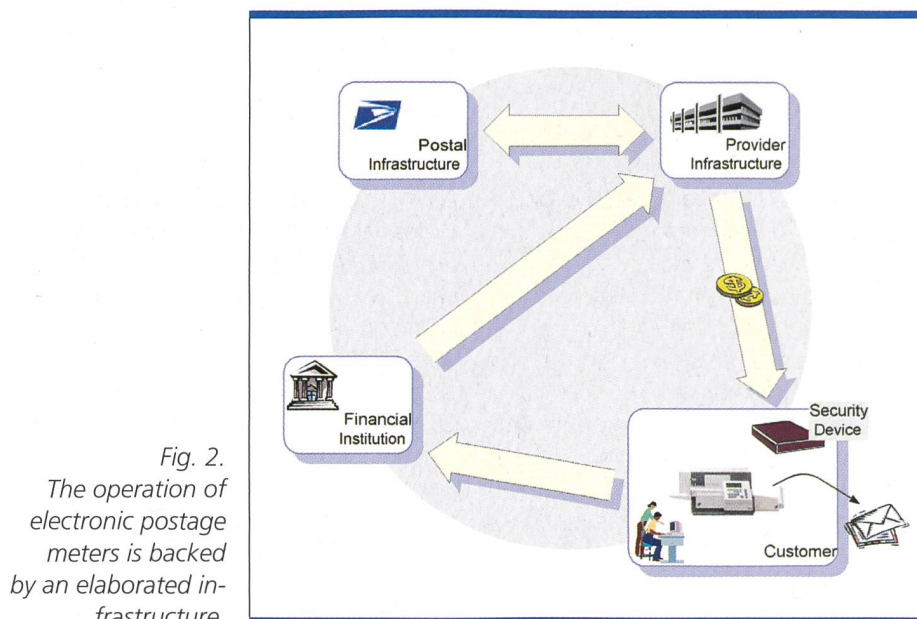 Postal
Infrastructure
Provider
Infrastructure
Financial
Institution
Security
Device
Customer
Fig. 2.
The operation of
electronic postage
meters is backed
by an elaborated in-
frastructure.